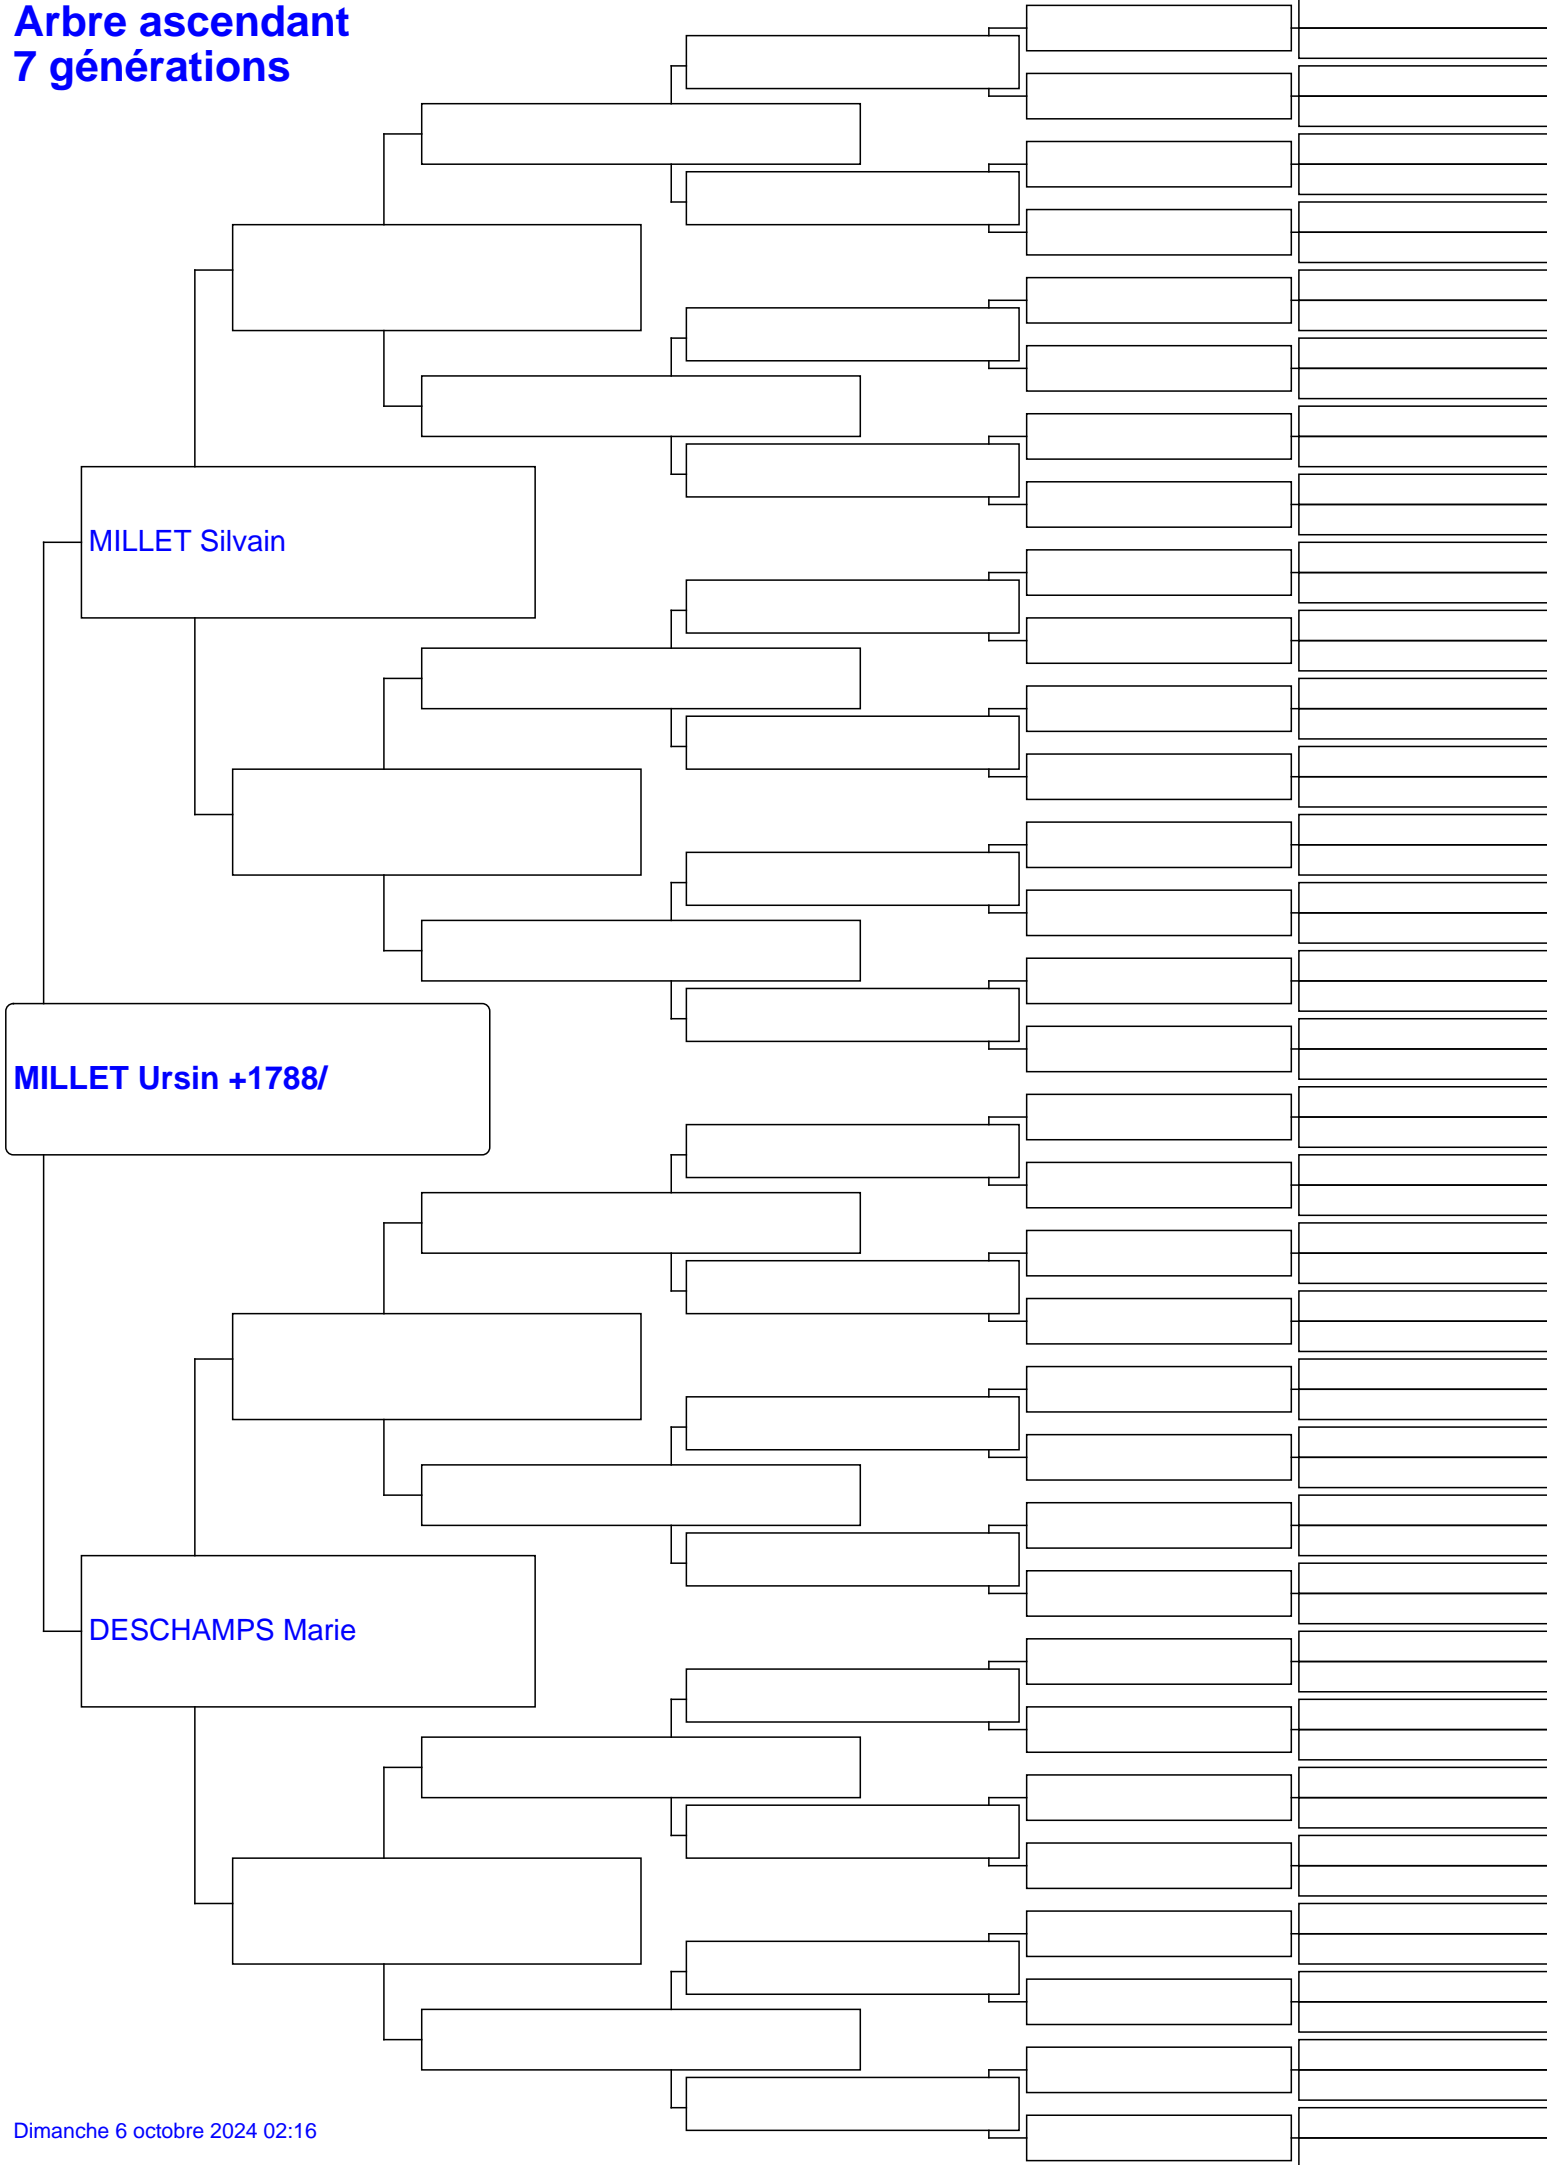 Arbre ascendant
7 générations
MILLET Silvain
MILLET Ursin +1788/
DESCHAMPS Marie
Dimanche 6 octobre 2024 02:16